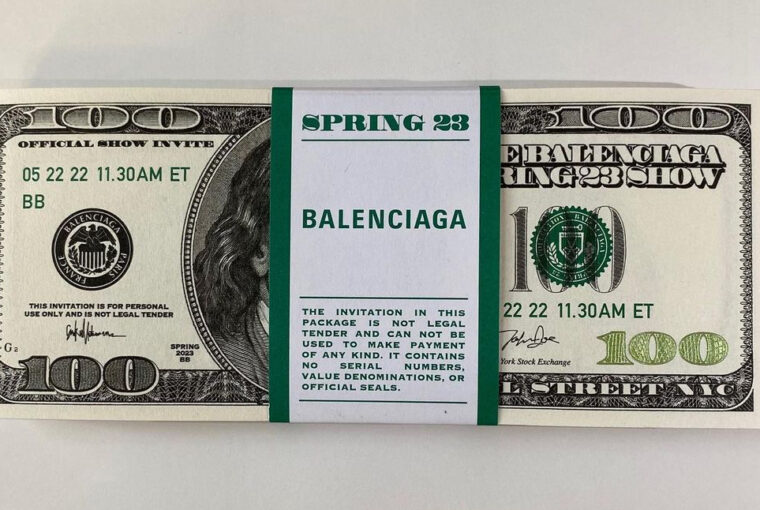 100
OFFICIAL SHOW INVITE
05 22 22 11.30AM ET
BB
BALENCIAGA
FRANCE PARIS
THIS INVITATION IS FOR PERSONAL
USE ONLY AND IS NOT LEGAL TENDER
SPRING
2023
BB
G2
100
SPRING 23
BALENCIAGA
THE INVITATION IN THIS
PACKAGE IS NOT LEGAL
TENDER AND CAN NOT BE
USED TO MAKE PAYMENT
OF ANY KIND. IT CONTAINS
NO SERIAL NUMBERS,
VALUE DENOMINATIONS, OR
OFFICIAL SEALS.
100
E BALENCIAGA
RING 23 SHOW
100
22 22 11.30AM ET
John Doe
York Stock Exchange
100
L STREET NYC